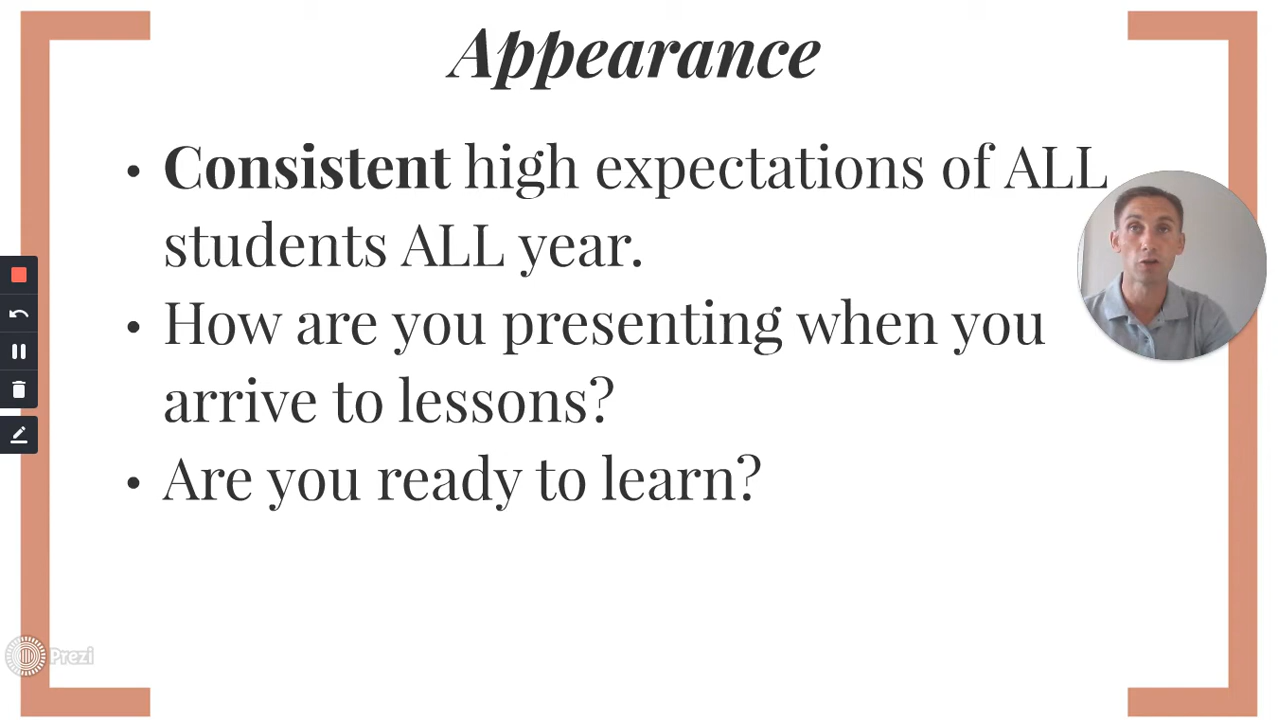 Appearance
• Consistent high expectations of ALL
students ALL year.
• How are you presenting when you
arrive to lessons?
• Are you ready to learn?
Prezi